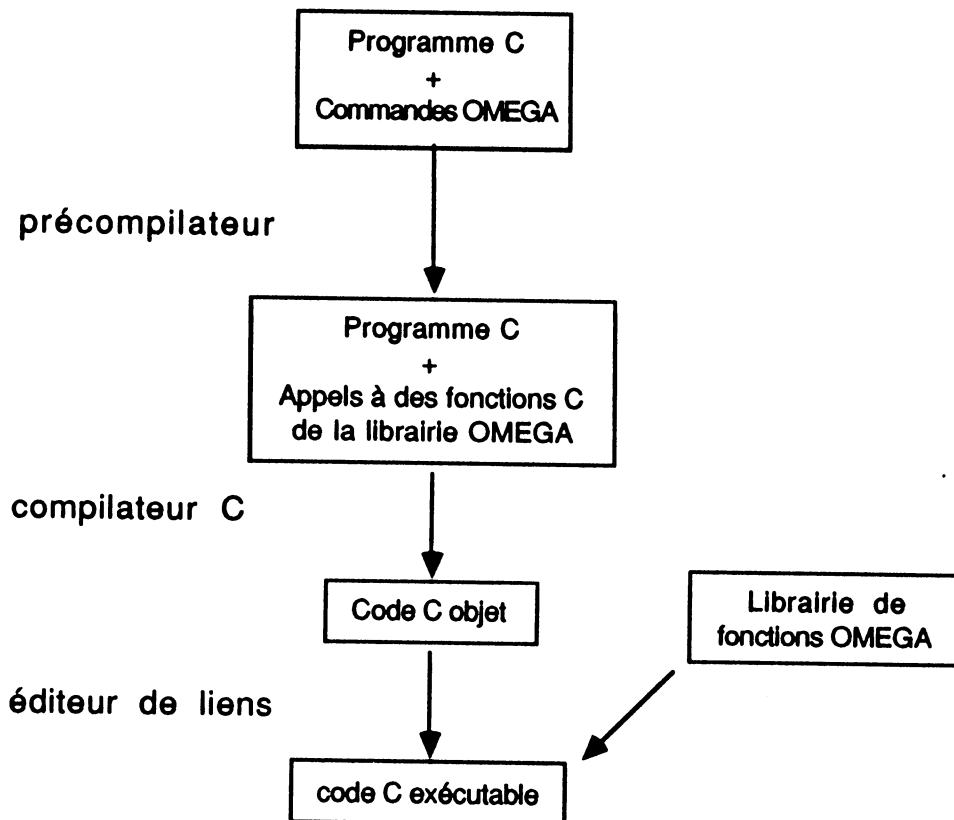 Programme C
+
Commandes OMEGA
précompilateur
Programme C
+
Appels à des fonctions C
de la librairie OMEGA
compilateur C
Code C objet
Librairie de
fonctions OMEGA
éditeur de liens
code C exécutable